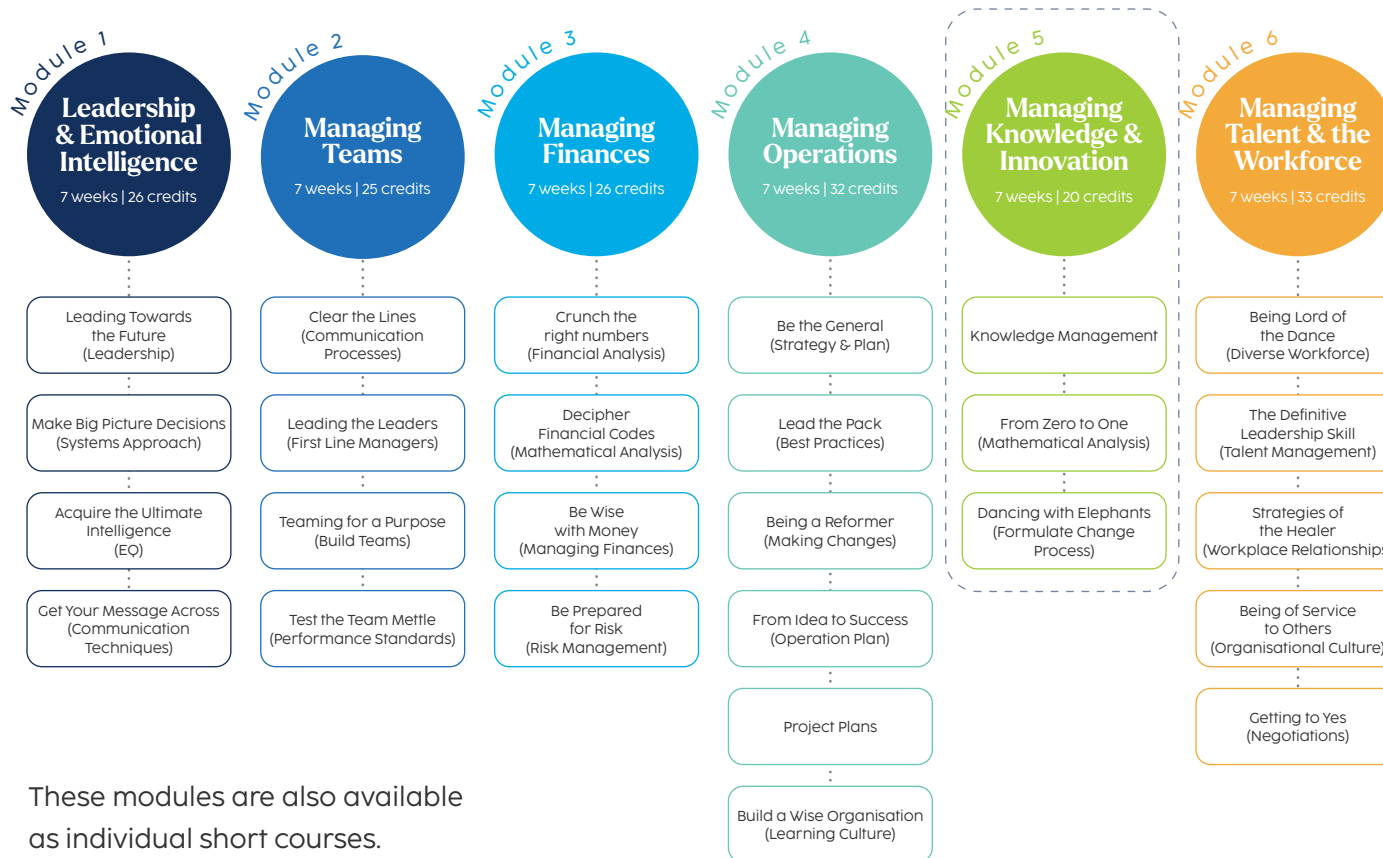 Module 1
Leadership
& Emotional
Intelligence
7 weeks | 26 credits
Leading Towards
the Future
(Leadership)
Make Big Picture Decisions
(Systems Approach)
Acquire the Ultimate
Intelligence
(EQ)
Get Your Message Across
(Communication
Techniques)
Module 2
Managing
Teams
7 weeks | 25 credits
Clear the Lines
(Communication
Processes)
Leading the Leaders
(First Line Managers)
Teaming for a Purpose
(Build Teams)
Test the Team Mettle
(Performance Standards)
Module 3
Managing
Finances
7 weeks | 26 credits
Crunch the
right numbers
(Financial Analysis)
Decipher
Financial Codes
(Mathematical Analysis)
Be Wise
with Money
(Managing Finances)
Be Prepared
for Risk
(Risk Management)
Module 4
Managing
Operations
7 weeks | 32 credits
Be the General
(Strategy & Plan)
Lead the Pack
(Best Practices)
Being a Reformer
(Making Changes)
From Idea to Success
(Operation Plan)
Project Plans
Build a Wise Organisation
(Learning Culture)
Module 5
Managing
Knowledge &
Innovation
7 weeks | 20 credits
Knowledge Management
From Zero to One
(Mathematical Analysis)
Dancing with Elephants
(Formulate Change
Process)
Module 6
Managing
Talent & the
Workforce
7 weeks | 33 credits
Being Lord of
the Dance
(Diverse Workforce)
The Definitive
Leadership Skill
(Talent Management)
Strategies of
the Healer
(Workplace Relationships
Being of Service
to Others
(Organisational Culture)
Getting to Yes
(Negotiations)
These modules are also available
as individual short courses.